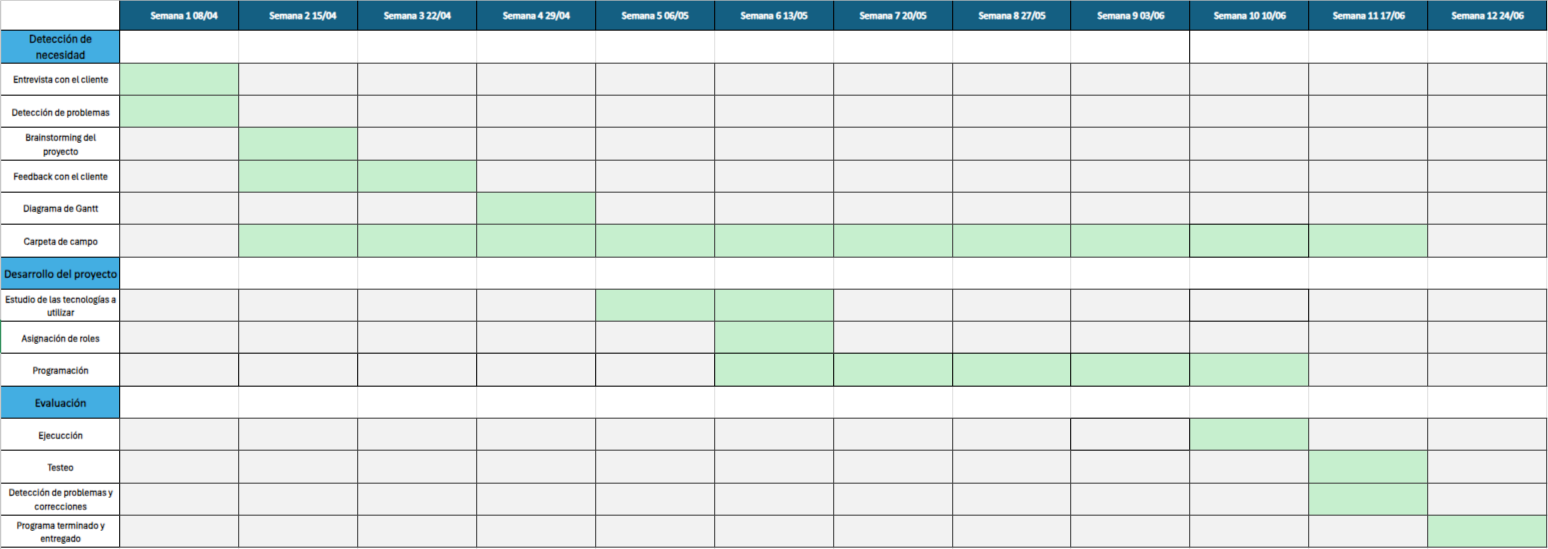 Semana 1 08/04 Semana 2 15/04 Semana 3 22/04 Semana 4 29/04 Semana 5 06/05 Semana 6 13/05 Semana 7 20/05 Semana 8 27/05 Semana 9 03/06 Semana 10 10/06 Semana 11 17/06 Semana 12 24/06
Detección de
necesidad
Entrevista con el cliente
Detección de problemas
Brainstorming del
proyecto
Feedback con el cliente
Diagrama de Gantt
Carpeta de campo
Desarrollo del proyecto
Estudio de las tecnologías a
utilizar
Asignación de roles
Programación
Evaluación
Ejecucción
Testeo
Detección de problemas y
correcciones
Programa terminado y
entregado